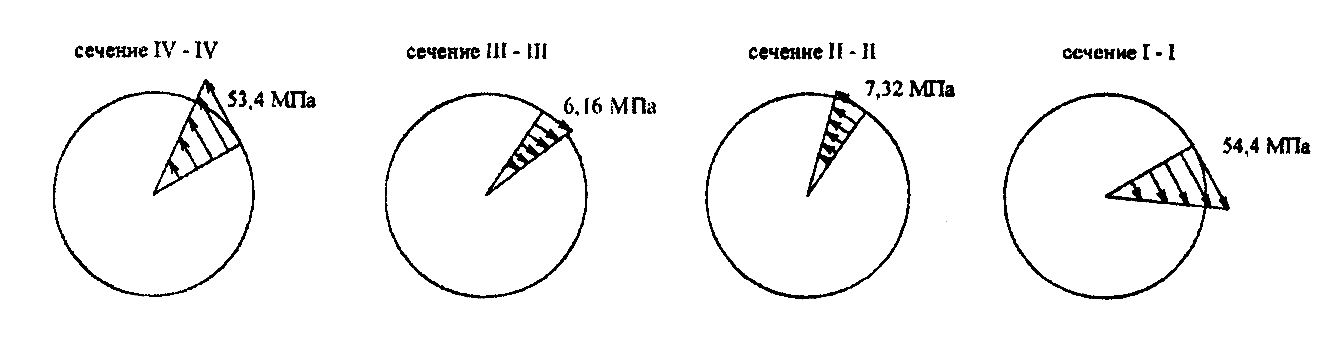 сечение IV - IV
сечение III - III
сечение II - II
сечение I - I
53,4 МПа
6,16 МПа
7,32 МПа
54,4 МПа